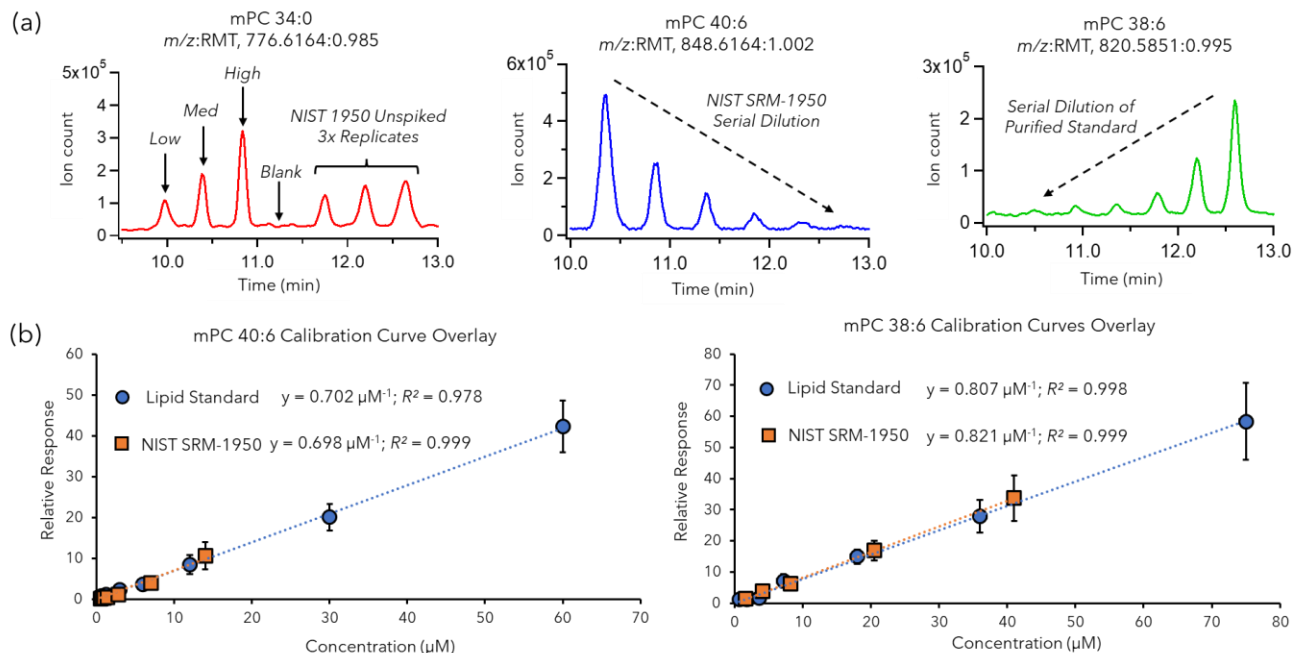 (a)
mPC 34:0
m/z:RMT, 776.6164:0.985
5x10⁵
4
3
2
1
0
Ion count
Low
Med
High
Blank
NIST 1950 Unspiked
3x Replicates
10.0 11.0 12.0 13.0
Time (min)
mPC 40:6
m/z:RMT, 848.6164:1.002
6x10⁵
4
2
0
Ion count
NIST SRM-1950
Serial Dilution
10.0 11.0 12.0 13.0
Time (min)
mPC 38:6
m/z:RMT, 820.5851:0.995
3x10⁵
2
1
0
Ion count
Serial Dilution of
Purified Standard
10.0 11.0 12.0 13.0
Time (min)
(b)
mPC 40:6 Calibration Curve Overlay
60
50
40
30
20
10
0
Relative Response
Lipid Standard y = 0.702 µM⁻¹; R² = 0.978
NIST SRM-1950 y = 0.698 µM⁻¹; R² = 0.999
0 10 20 30 40 50 60 70
Concentration (µM)
mPC 38:6 Calibration Curves Overlay
80
70
60
50
40
30
20
10
0
Relative Response
Lipid Standard y = 0.807 µM⁻¹; R² = 0.998
NIST SRM-1950 y = 0.821 µM⁻¹; R² = 0.999
0 10 20 30 40 50 60 70 80
Concentration (µM)